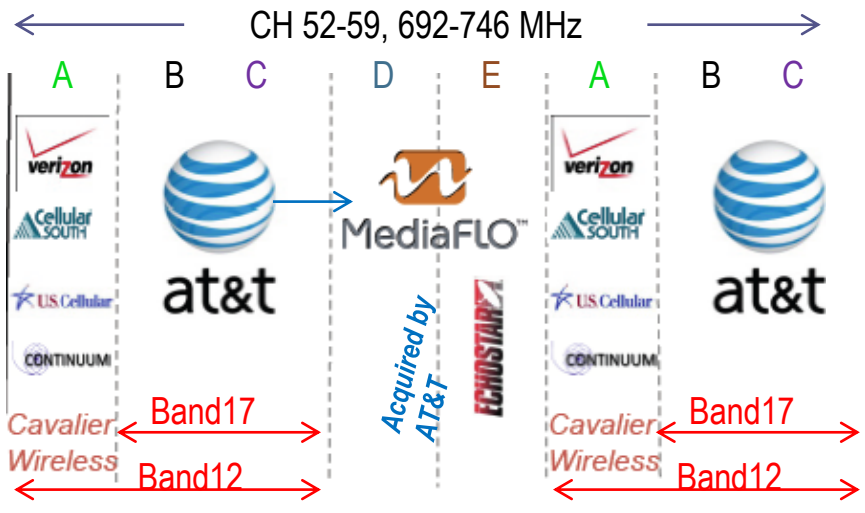 CH 52-59, 692-746 MHz
A B C D E A B C
verizon
Cellular
SOUTH
U.S. Cellular
CONTINUUM
Cavalier
Wireless
at&t
MediaFLO™
Acquired by
AT&T
ECHOSTAR
verizon
Cellular
SOUTH
U.S. Cellular
CONTINUUM
Cavalier
Wireless
at&t
Band17
Band12
Band17
Band12